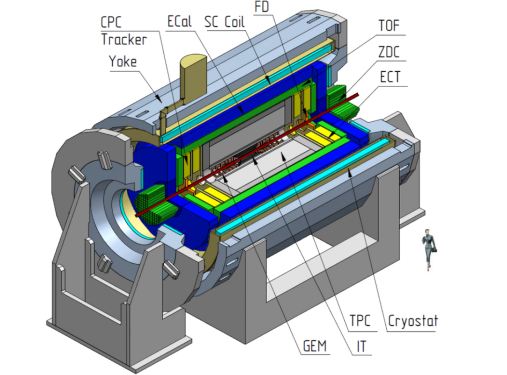 FD
CPC
Tracker
ECal
SC Coil
TOF
Yoke
ZDC
ECT
TPC
Cryostat
GEM
IT